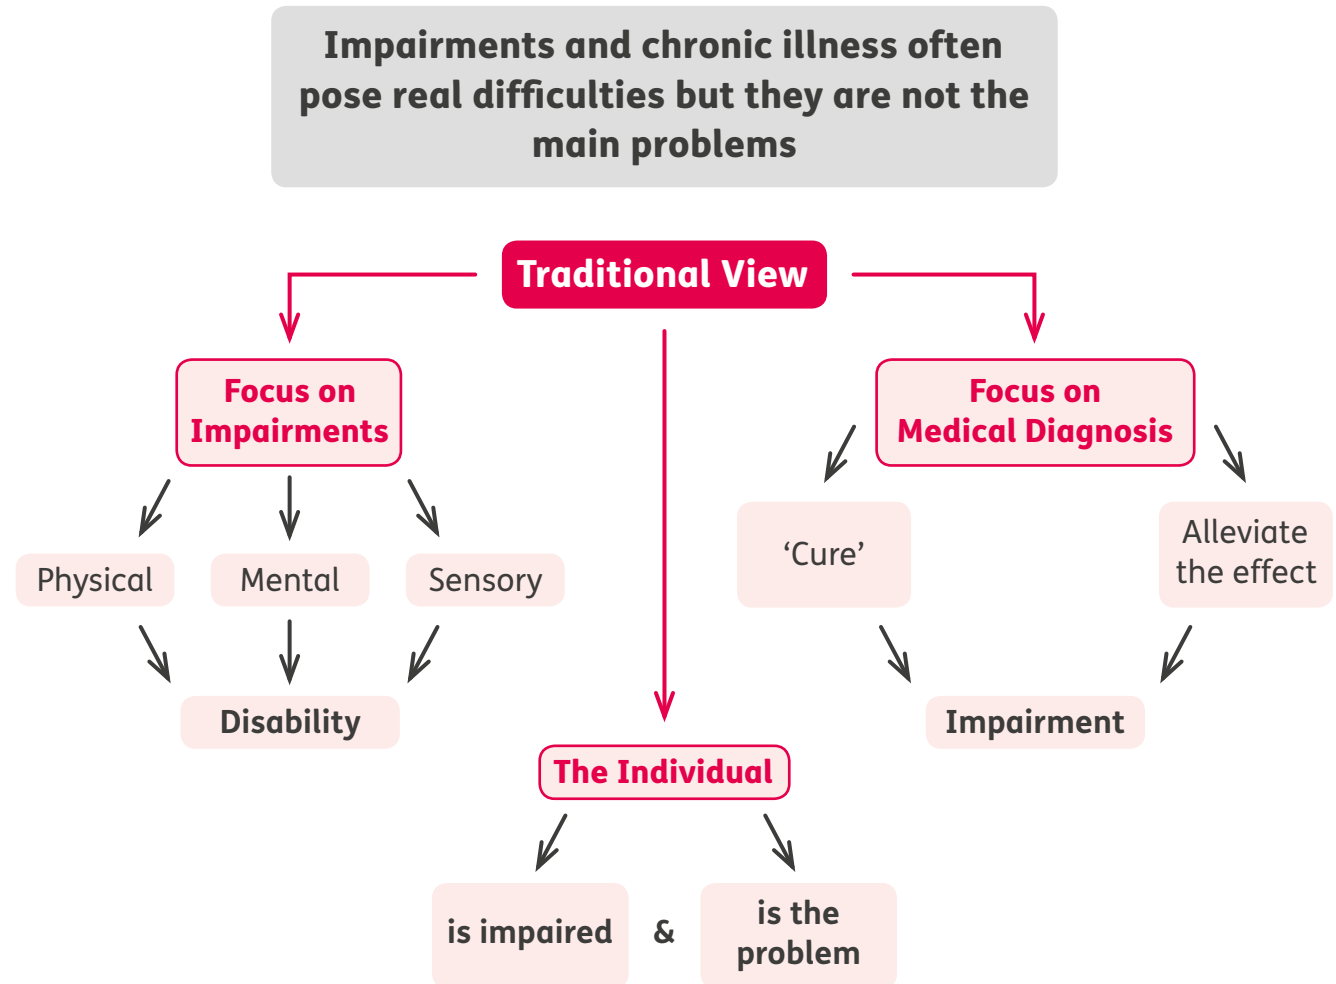 Impairments and chronic illness often
pose real difficulties but they are not the
main problems
Traditional View
Focus on
Impairments
Focus on
Medical Diagnosis
Physical
Mental
Sensory
‘Cure’
Alleviate
the effect
Disability
Impairment
The Individual
is impaired
&
is the
problem